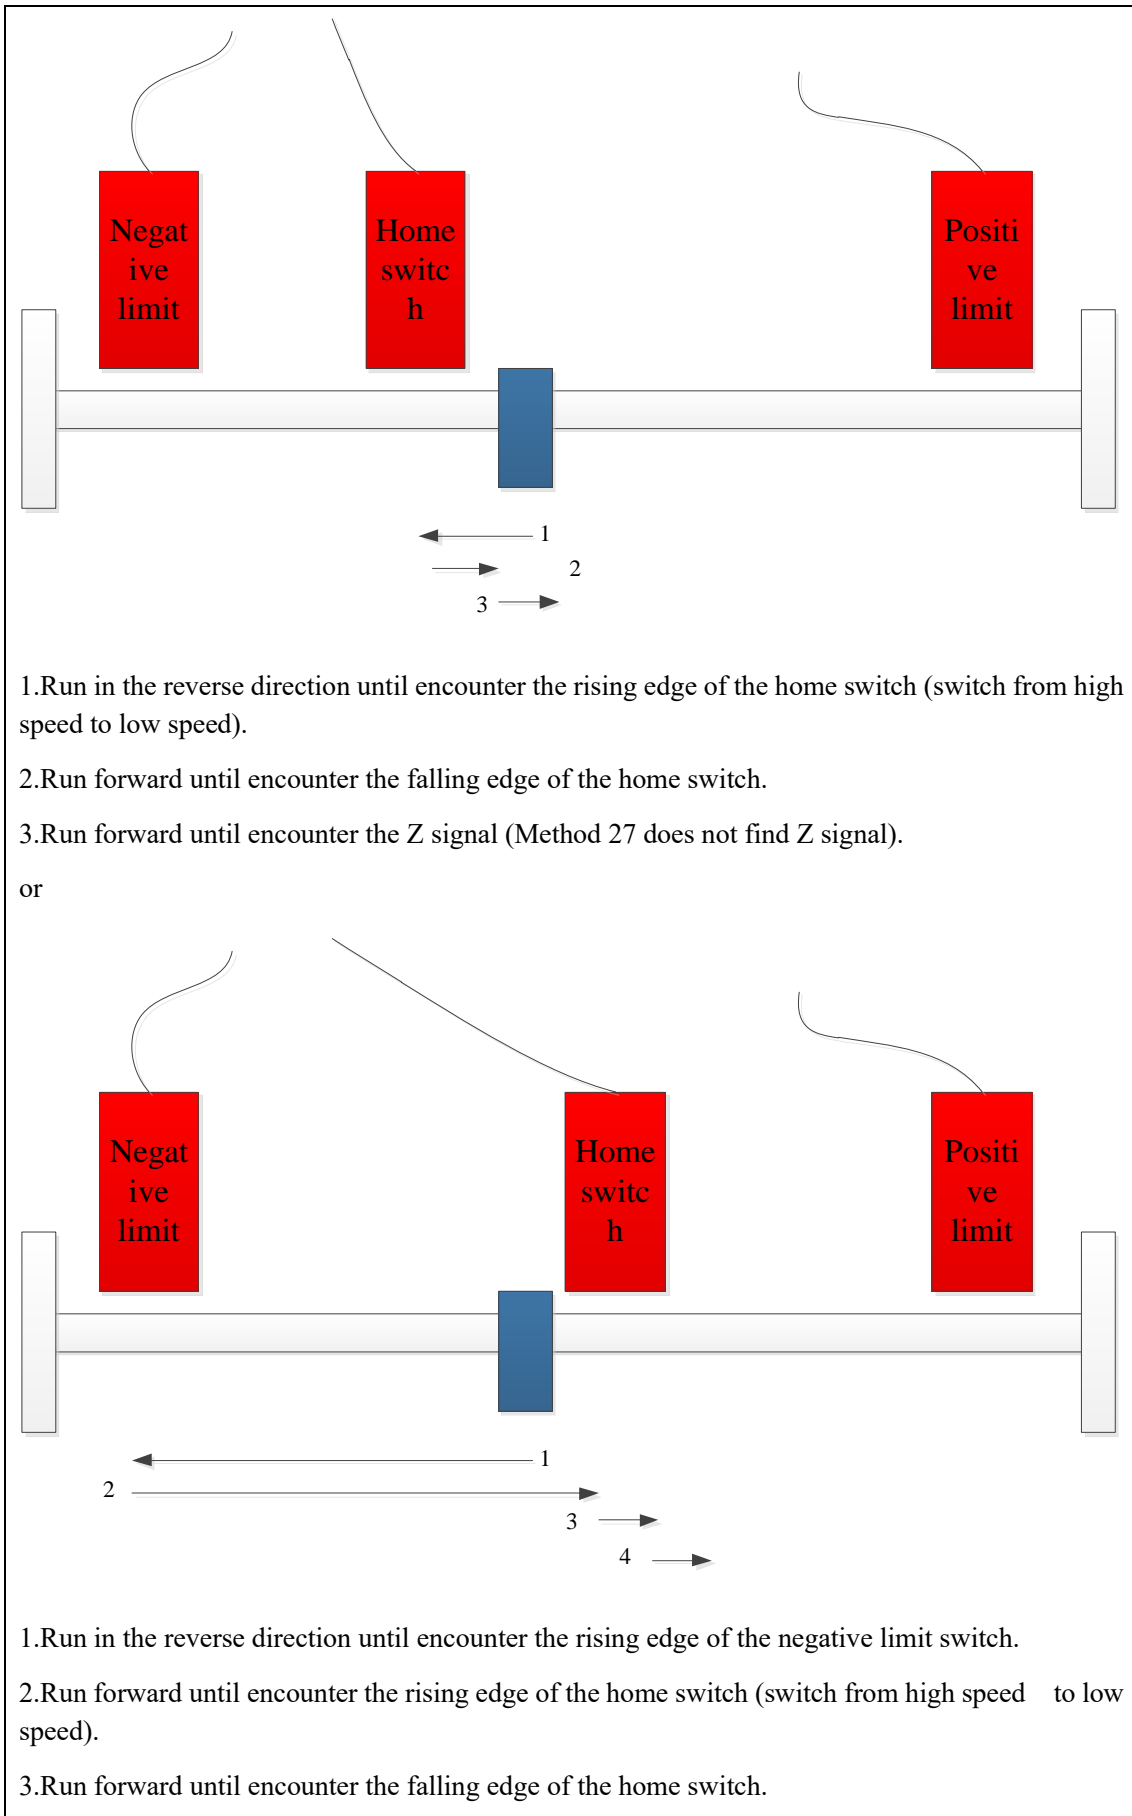 Negat
ive
limit
Home
switc
h
Positi
ve
limit
1
2
3
1.Run in the reverse direction until encounter the rising edge of the home switch (switch from high
speed to low speed).
2.Run forward until encounter the falling edge of the home switch.
3.Run forward until encounter the Z signal (Method 27 does not find Z signal).
or
Negat
ive
limit
Home
switc
h
Positi
ve
limit
1
2
3
4
1.Run in the reverse direction until encounter the rising edge of the negative limit switch.
2.Run forward until encounter the rising edge of the home switch (switch from high speed to low
speed).
3.Run forward until encounter the falling edge of the home switch.